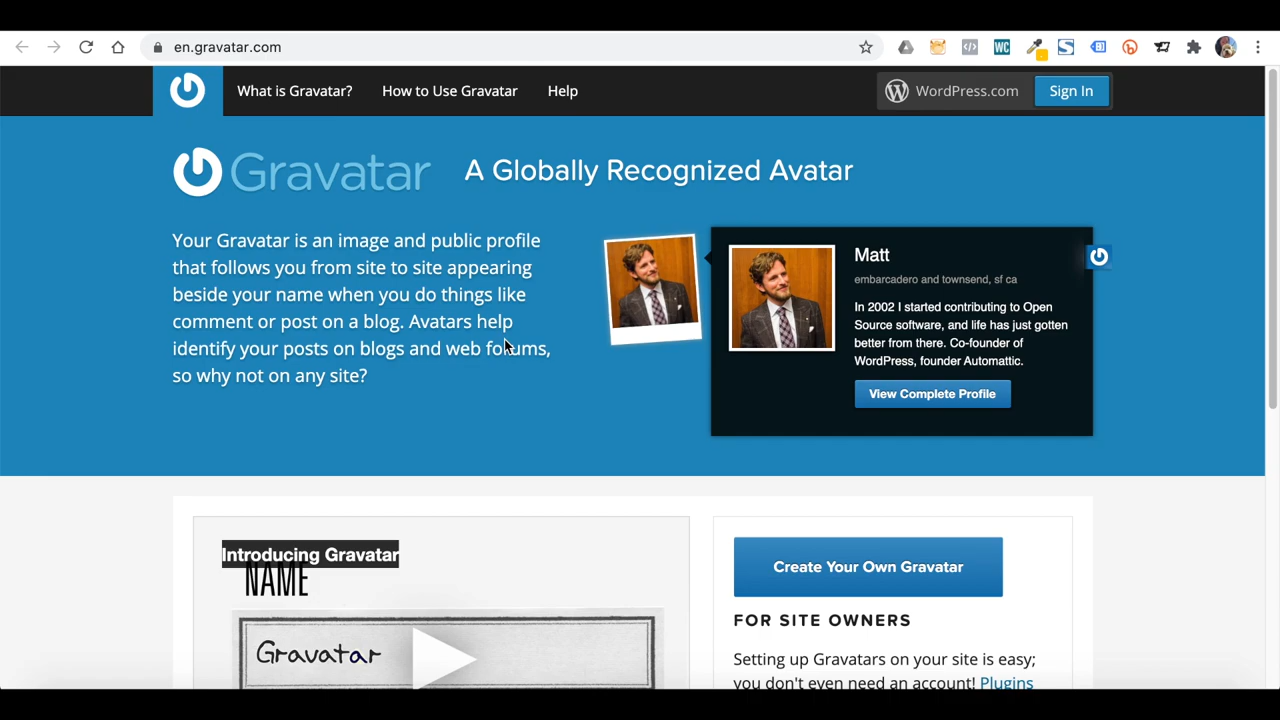 en.gravatar.com
What is Gravatar?
How to Use Gravatar
Help
WordPress.com
Sign In
Gravatar
A Globally Recognized Avatar
Your Gravatar is an image and public profile
that follows you from site to site appearing
beside your name when you do things like
comment or post on a blog. Avatars help
identify your posts on blogs and web forums,
so why not on any site?
Matt
embarcadero and townsend, sf ca
In 2002 I started contributing to Open
Source software, and life has just gotten
better from there. Co-founder of
WordPress, founder Automattic.
View Complete Profile
Introducing Gravatar
NAME
Gravatar
Create Your Own Gravatar
FOR SITE OWNERS
Setting up Gravatars on your site is easy;
you don't even need an account! Plugins